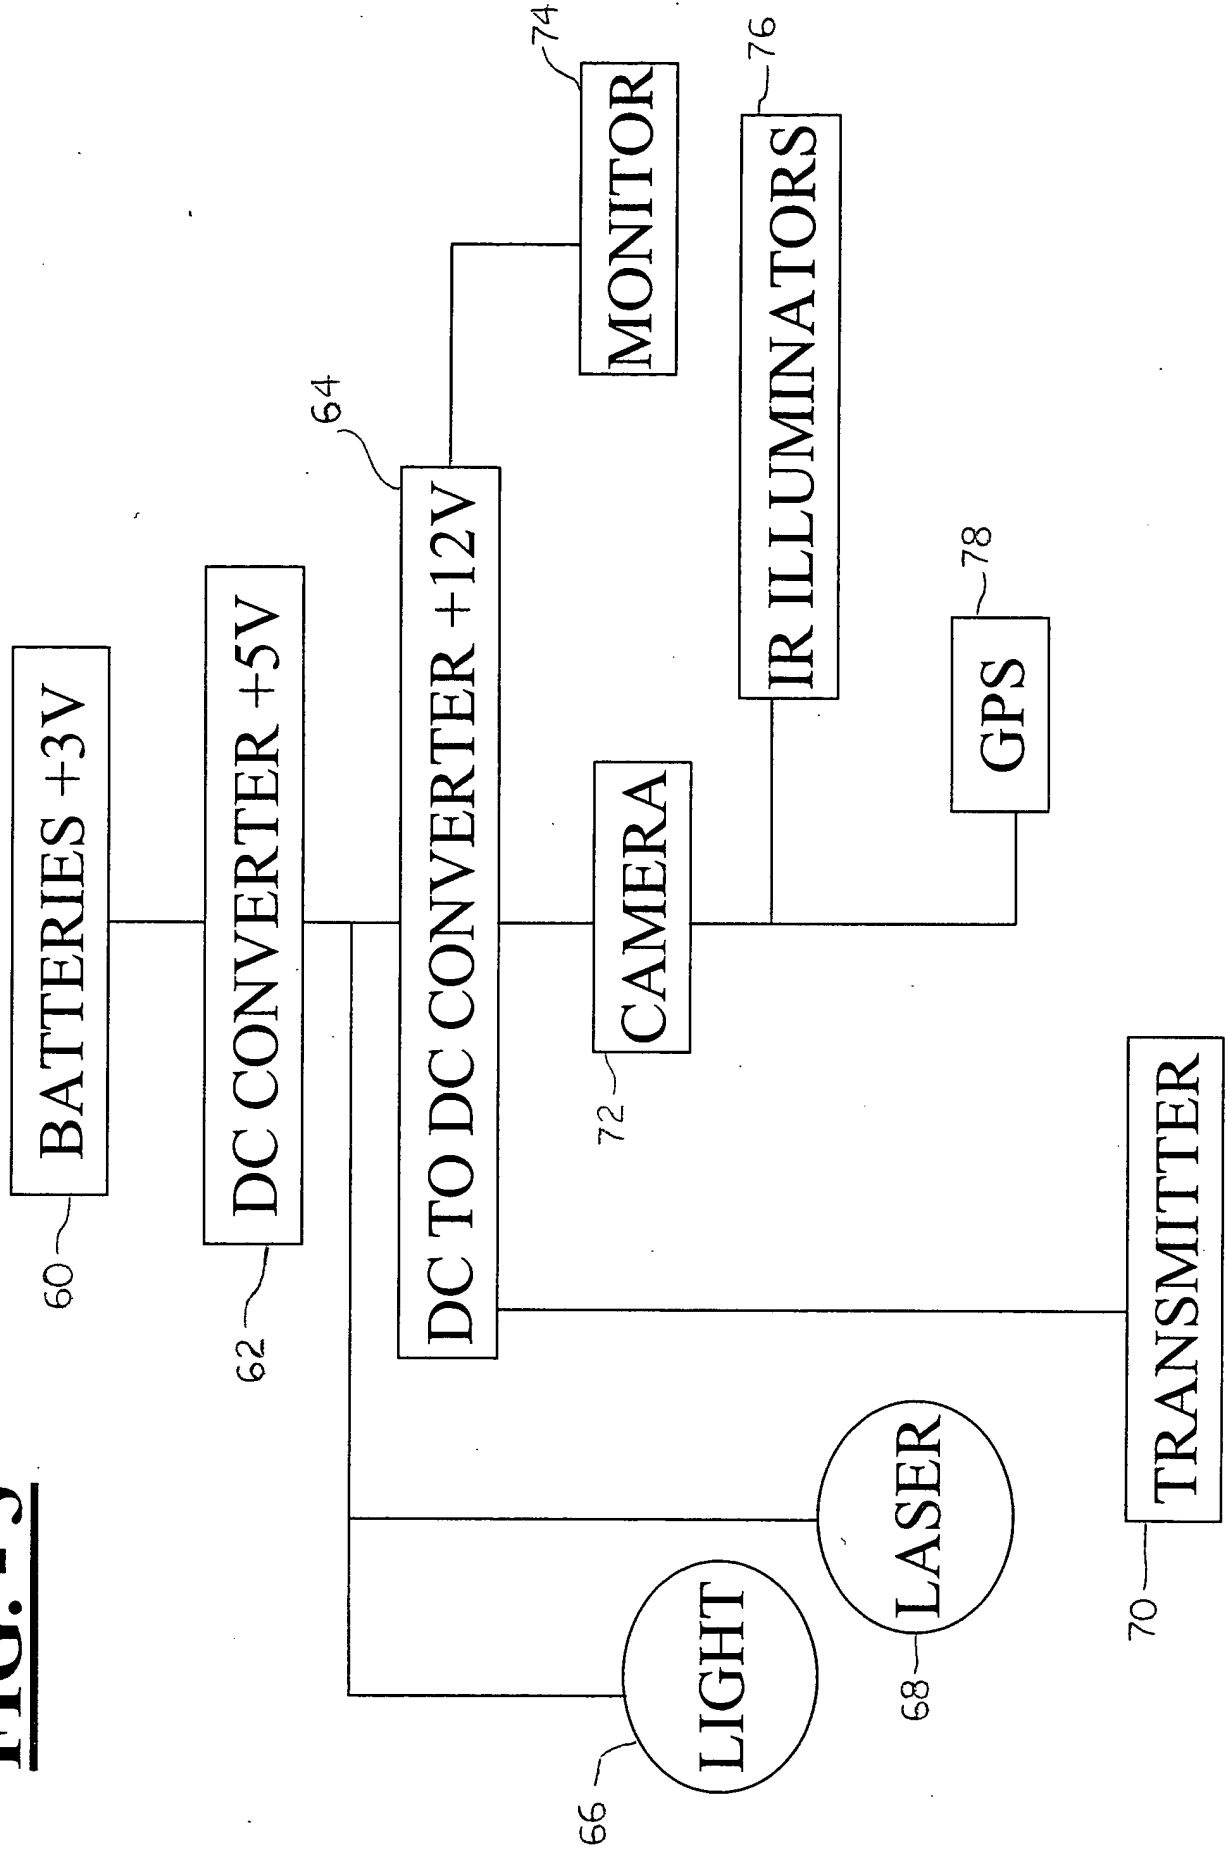 FIG. -
60
BATTERIES +3V
62
DC CONVERTER +5V
64
DC TO DC CONVERTER +12V
74
MONITOR
72
CAMERA
66
LIGHT
76
IR ILLUMINATORS
68
LASER
78
GPS
70
TRANSMITTER